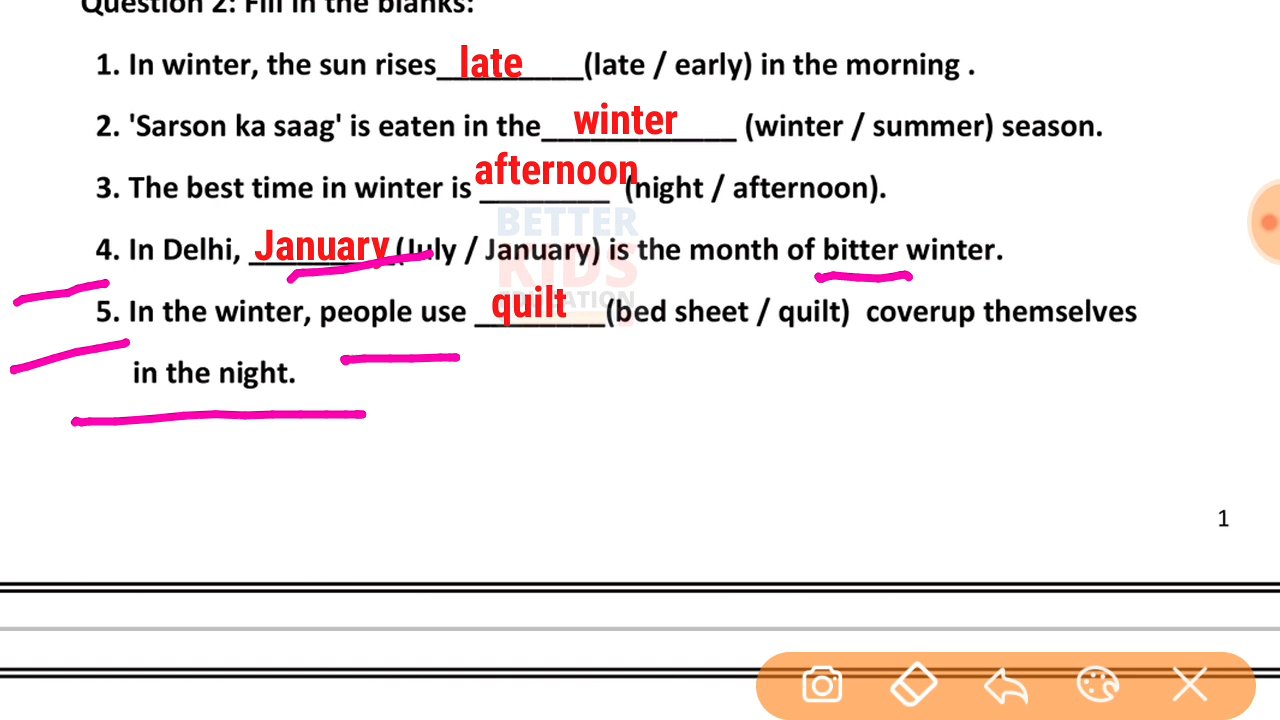 Question 2: Fill in the blanks:
1. In winter, the sun rises late (late / early) in the morning .
2. 'Sarson ka saag' is eaten in the winter (winter / summer) season.
3. The best time in winter is afternoon (night / afternoon).
BETTER
4. In Delhi, January (July / January) is the month of bitter winter.
KIDS
EDUCATION
5. In the winter, people use quilt (bed sheet / quilt) coverup themselves
in the night.
1